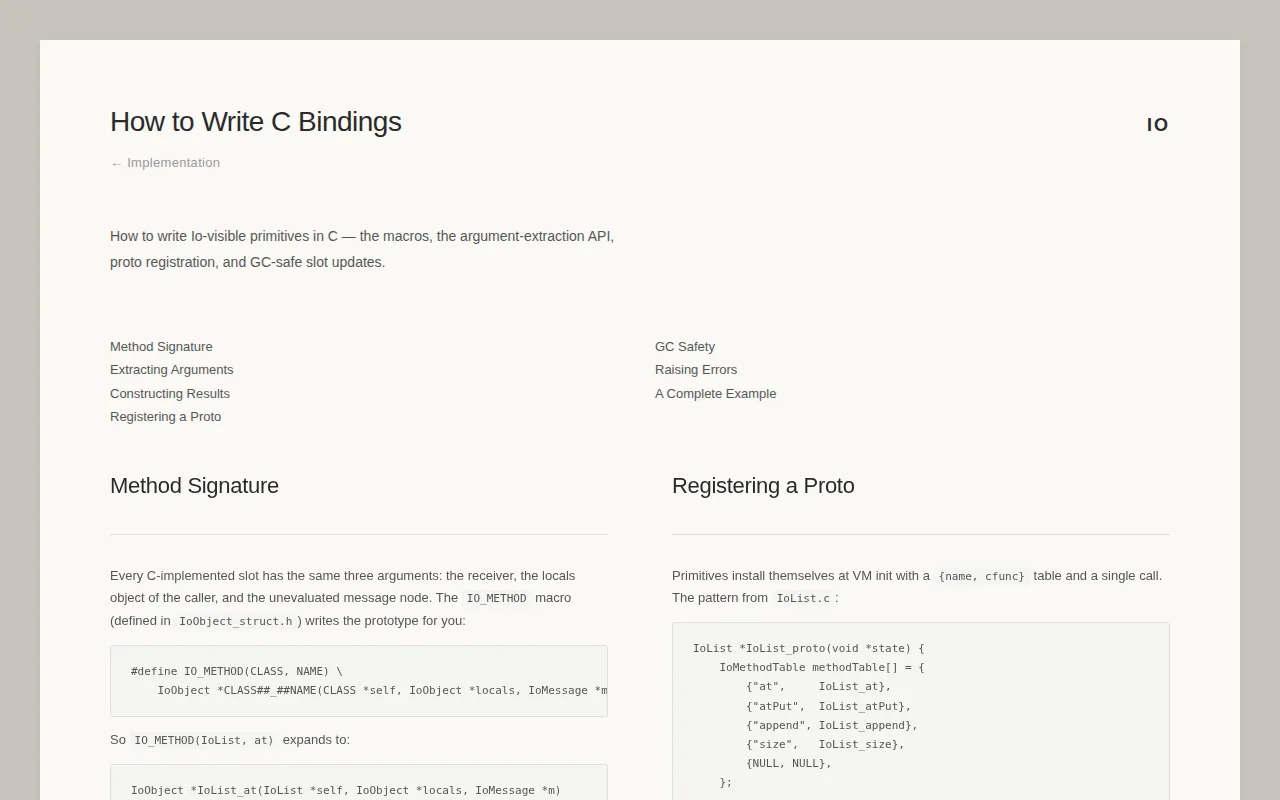 How to Write C Bindings
IO
← Implementation
How to write Io-visible primitives in C — the macros, the argument-extraction API,
proto registration, and GC-safe slot updates.
Method Signature
Extracting Arguments
Constructing Results
Registering a Proto
GC Safety
Raising Errors
A Complete Example
Method Signature
Every C-implemented slot has the same three arguments: the receiver, the locals
object of the caller, and the unevaluated message node. The IO_METHOD macro
(defined in IoObject_struct.h ) writes the prototype for you:
#define IO_METHOD(CLASS, NAME) \
    IoObject *CLASS##_##NAME(CLASS *self, IoObject *locals, IoMessage *m
So IO_METHOD(IoList, at) expands to:
IoObject *IoList_at(IoList *self, IoObject *locals, IoMessage *m)
Registering a Proto
Primitives install themselves at VM init with a {name, cfunc} table and a single call.
The pattern from IoList.c :
IoList *IoList_proto(void *state) {
    IoMethodTable methodTable[] = {
        {"at",     IoList_at},
        {"atPut",  IoList_atPut},
        {"append", IoList_append},
        {"size",   IoList_size},
        {NULL, NULL},
    };